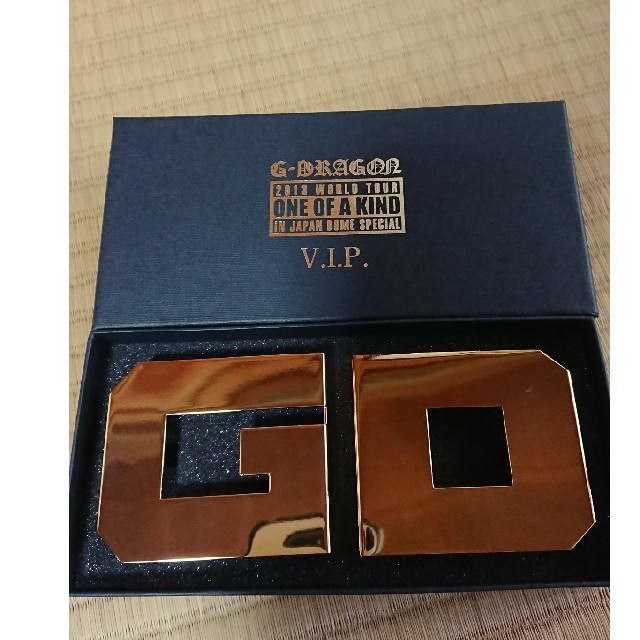 G-DRAGON
2013 WORLD TOUR
ONE OF A KIND
IN JAPAN DOME SPECIAL
V.I.P.
GD